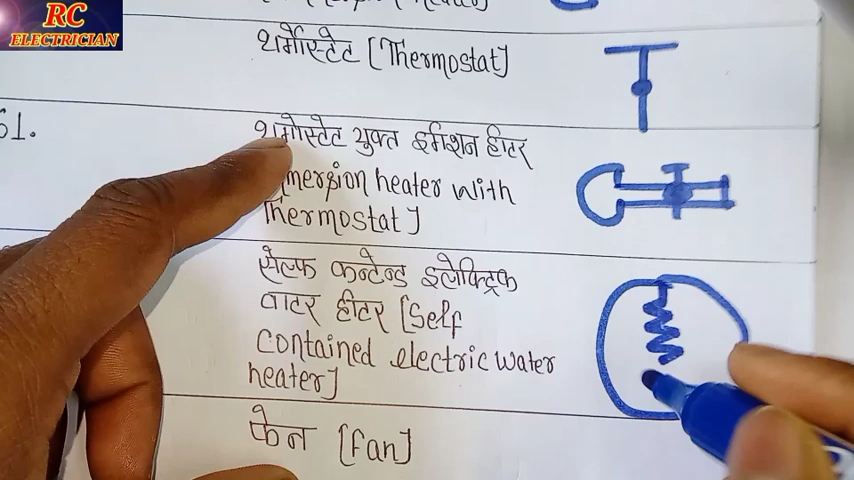 RC
ELECTRICIAN
थर्मोस्टेट [Thermostat]
61.
थर्मोस्टेट युक्त इमर्शन हीटर
mersion heater with
Thermostat]
सेल्फ कन्टेन्ड इलेक्ट्रिक
वाटर हीटर [Self
contained electric water
heater]
फेन [fan]